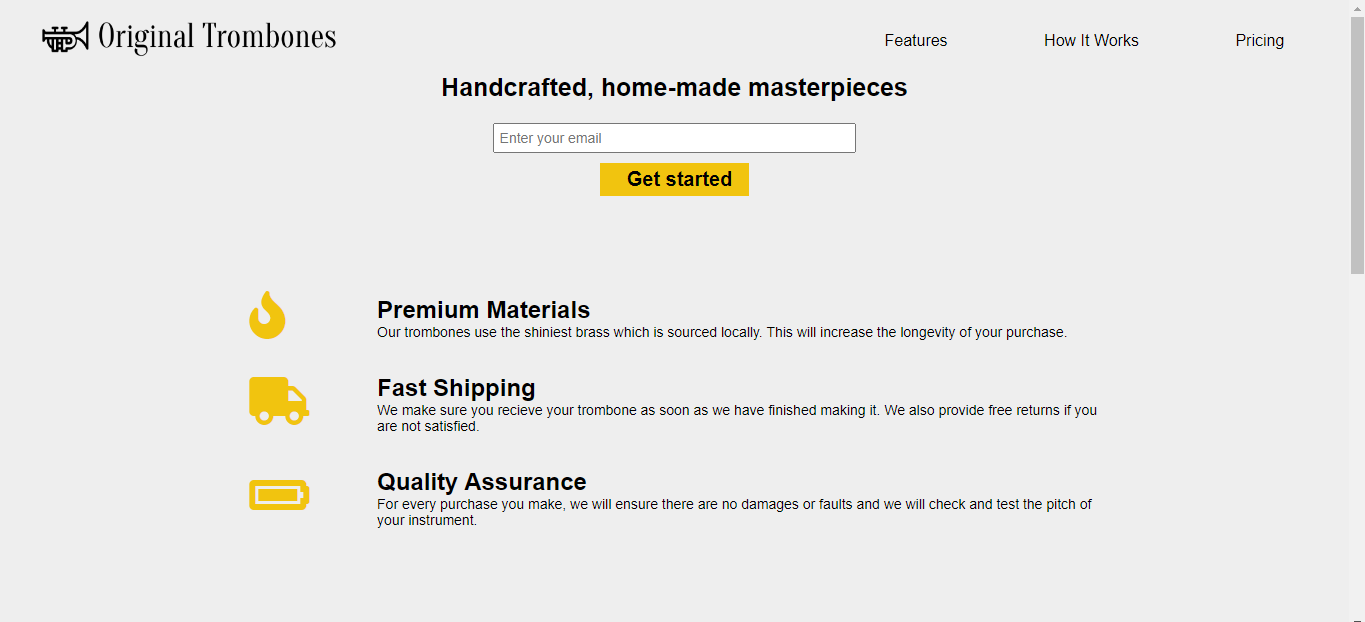 Original Trombones
Features
How It Works
Pricing
Handcrafted, home-made masterpieces
Enter your email
Get started
Premium Materials
Our trombones use the shiniest brass which is sourced locally. This will increase the longevity of your purchase.
Fast Shipping
We make sure you recieve your trombone as soon as we have finished making it. We also provide free returns if you
are not satisfied.
Quality Assurance
For every purchase you make, we will ensure there are no damages or faults and we will check and test the pitch of
your instrument.